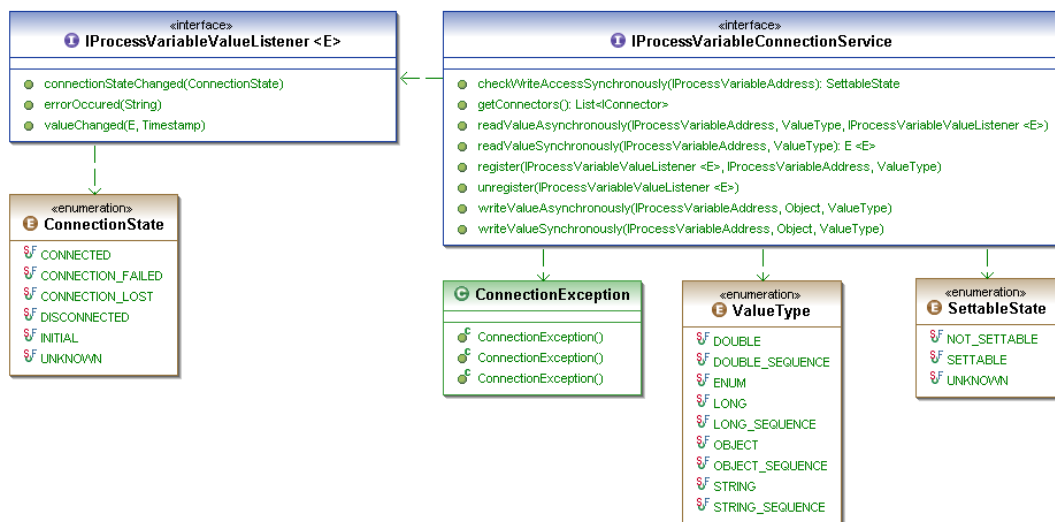 «interface»
IProcessVariableValueListener <E>
connectionStateChanged(ConnectionState)
errorOccured(String)
valueChanged(E, Timestamp)
«interface»
IProcessVariableConnectionService
checkWriteAccessSynchronously(IProcessVariableAddress): SettableState
getConnectors(): List<IConnector>
readValueAsynchronously(IProcessVariableAddress, ValueType, IProcessVariableValueListener <E>)
readValueSynchronously(IProcessVariableAddress, ValueType): E <E>
register(IProcessVariableValueListener <E>, IProcessVariableAddress, ValueType)
unregister(IProcessVariableValueListener <E>)
writeValueAsynchronously(IProcessVariableAddress, Object, ValueType)
writeValueSynchronously(IProcessVariableAddress, Object, ValueType)
«enumeration»
ConnectionState
CONNECTED
CONNECTION_FAILED
CONNECTION_LOST
DISCONNECTED
INITIAL
UNKNOWN
ConnectionException
ConnectionException()
ConnectionException()
ConnectionException()
«enumeration»
ValueType
DOUBLE
DOUBLE_SEQUENCE
ENUM
LONG
LONG_SEQUENCE
OBJECT
OBJECT_SEQUENCE
STRING
STRING_SEQUENCE
«enumeration»
SettableState
NOT_SETTABLE
SETTABLE
UNKNOWN